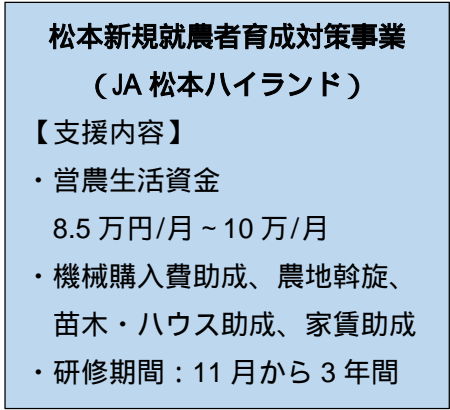 松本新規就農者育成対策事業
（JA 松本ハイランド）
【支援内容】
・営農生活資金
8.5 万円/月～10 万/月
・機械購入費助成、農地斡旋、
苗木・ハウス助成、家賃助成
・研修期間：11 月から 3 年間